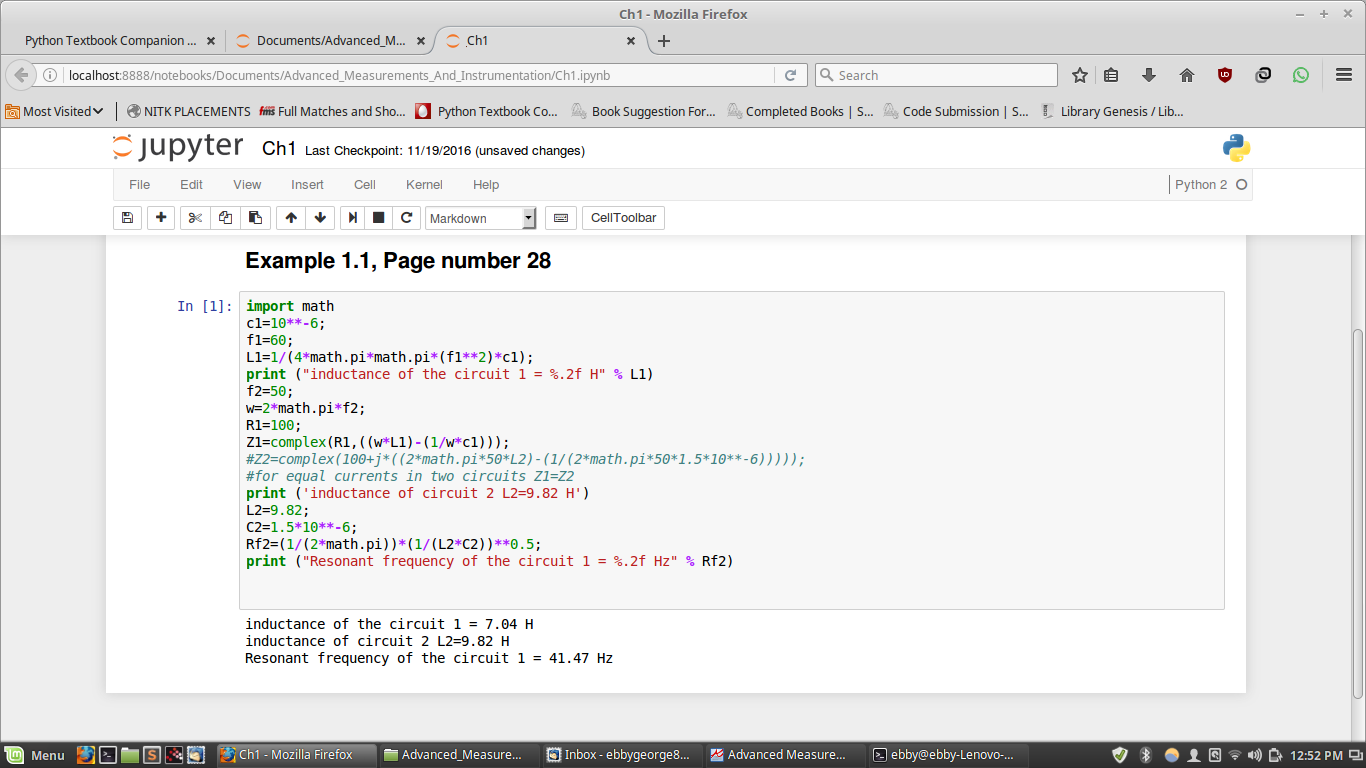 Ch1 - Mozilla Firefox
Python Textbook Companion ...
Documents/Advanced_M...
Ch1
localhost:8888/notebooks/Documents/Advanced_Measurements_And_Instrumentation/Ch1.ipynb
Search
Most Visited
NITK PLACEMENTS
fms Full Matches and Sho...
Python Textbook Co...
Book Suggestion For...
Completed Books | S...
Code Submission | S...
Library Genesis / Lib...
jupyter Ch1 Last Checkpoint: 11/19/2016 (unsaved changes)
File Edit View Insert Cell Kernel Help Python 2
Markdown CellToolbar
Example 1.1, Page number 28
In [1]:
import math
c1=10**-6;
f1=60;
L1=1/(4*math.pi*math.pi*(f1**2)*c1);
print ("inductance of the circuit 1 = %.2f H" % L1)
f2=50;
w=2*math.pi*f2;
R1=100;
Z1=complex(R1,((w*L1)-(1/w*c1)));
#Z2=complex(100+j*((2*math.pi*50*L2)-(1/(2*math.pi*50*1.5*10**-6)))));
#for equal currents in two circuits Z1=Z2
print ('inductance of circuit 2 L2=9.82 H')
L2=9.82;
C2=1.5*10**-6;
Rf2=(1/(2*math.pi))*(1/(L2*C2))**0.5;
print ("Resonant frequency of the circuit 1 = %.2f Hz" % Rf2)
inductance of the circuit 1 = 7.04 H
inductance of circuit 2 L2=9.82 H
Resonant frequency of the circuit 1 = 41.47 Hz
Menu
Ch1 - Mozilla Firefox
Advanced_Measure...
Inbox - ebbygeorge8...
Advanced Measure...
ebby@ebby-Lenovo-...
12:52 PM